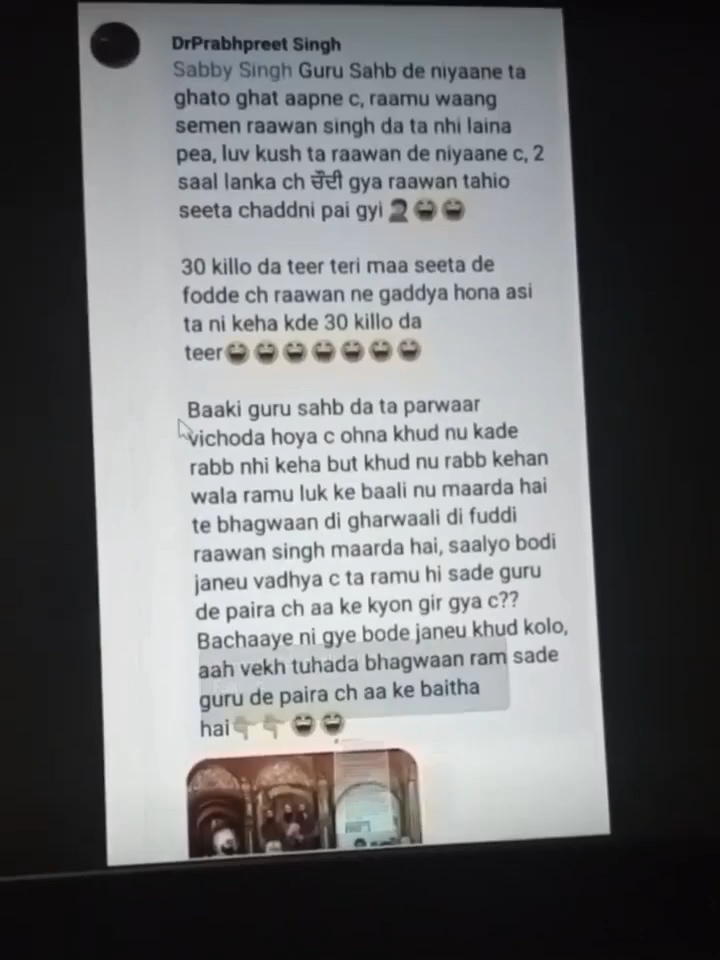 DrPrabhpreet Singh
Sabby Singh Guru Sahb de niyaane ta
ghato ghat aapne c, raamu waang
semen raawan singh da ta nhi laina
pea, luv kush ta raawan de niyaane c, 2
saal lanka ch ਚੌਂਦੀ gya raawan tahio
seeta chaddni pai gyi
30 killo da teer teri maa seeta de
fodde ch raawan ne gaddya hona asi
ta ni keha kde 30 killo da
teer
Baaki guru sahb da ta parwaar
vichoda hoya c ohna khud nu kade
rabb nhi keha but khud nu rabb kehan
wala ramu luk ke baali nu maarda hai
te bhagwaan di gharwaali di fuddi
raawan singh maarda hai, saalyo bodi
janeu vadhya c ta ramu hi sade guru
de paira ch aa ke kyon gir gya c??
Bachaaye ni gye bode janeu khud kolo,
aah vekh tuhada bhagwaan ram sade
guru de paira ch aa ke baitha
hai